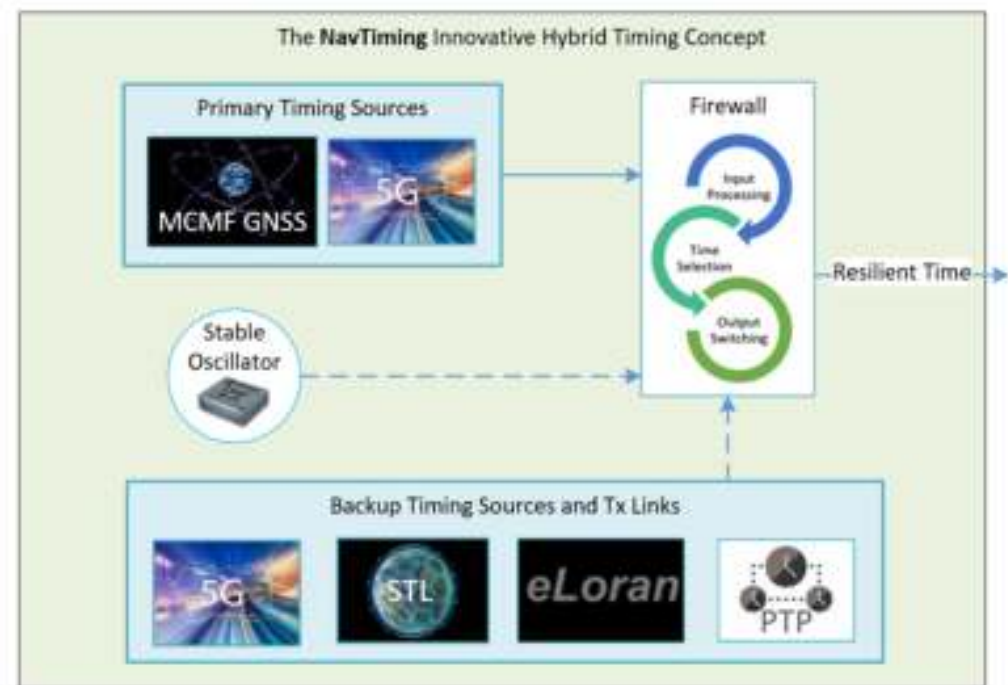 The NavTiming Innovative Hybrid Timing Concept
Primary Timing Sources
MCMF GNSS
5G
Firewall
Input
Processing
Time
Selection
Output
Switching
Resilient Time
Stable
Oscillator
Backup Timing Sources and Tx Links
5G
STL
eLoran
PTP